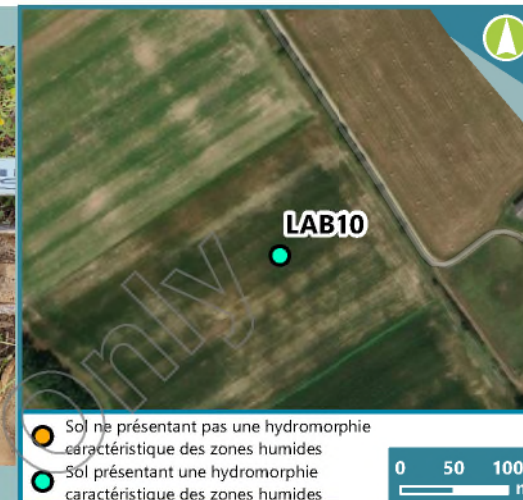 LAB10
Sol ne présentant pas une hydromorphie
caractéristique des zones humides
Sol présentant une hydromorphie
caractéristique des zones humides
0 50 100
m
only